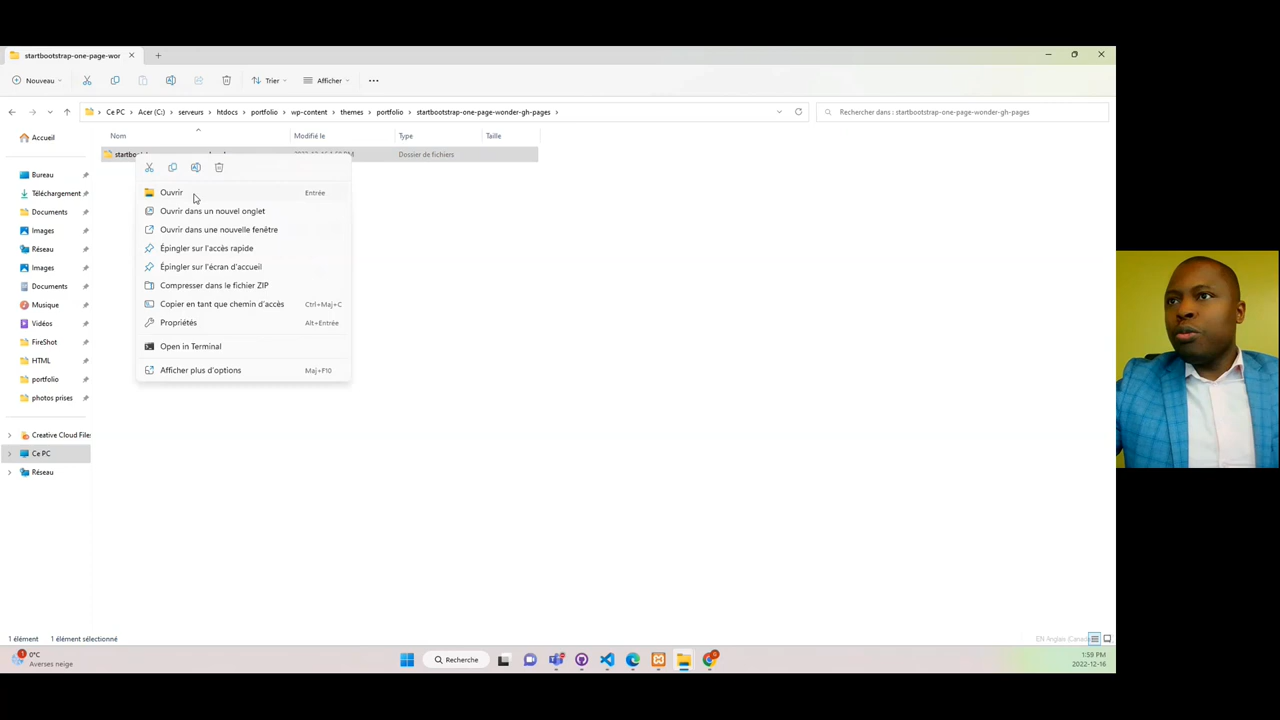 startbootstrap-one-page-wor
Nouveau
Trier
Afficher
Ce PC > Acer (C:) > serveurs > htdocs > portfolio > wp-content > themes > portfolio > startbootstrap-one-page-wonder-gh-pages >
Rechercher dans : startbootstrap-one-page-wonder-gh-pages
Accueil
Nom
Modifié le
Type
Taille
Dossier de fichiers
Bureau
Téléchargement
Documents
Images
Réseau
Images
Documents
Musique
Vidéos
FireShot
HTML
portfolio
photos prises
Creative Cloud Files
Ce PC
Réseau
Ouvrir Entrée
Ouvrir dans un nouvel onglet
Ouvrir dans une nouvelle fenêtre
Épingler sur l'accès rapide
Épingler sur l'écran d'accueil
Compresser dans le fichier ZIP
Copier en tant que chemin d'accès Ctrl+Maj+C
Propriétés Alt+Entrée
Open in Terminal
Afficher plus d'options Maj+F10
1 élément 1 élément sélectionné
EN Anglais (Canada
0°C
Averses neige
Recherche
1:59 PM
2022-12-16